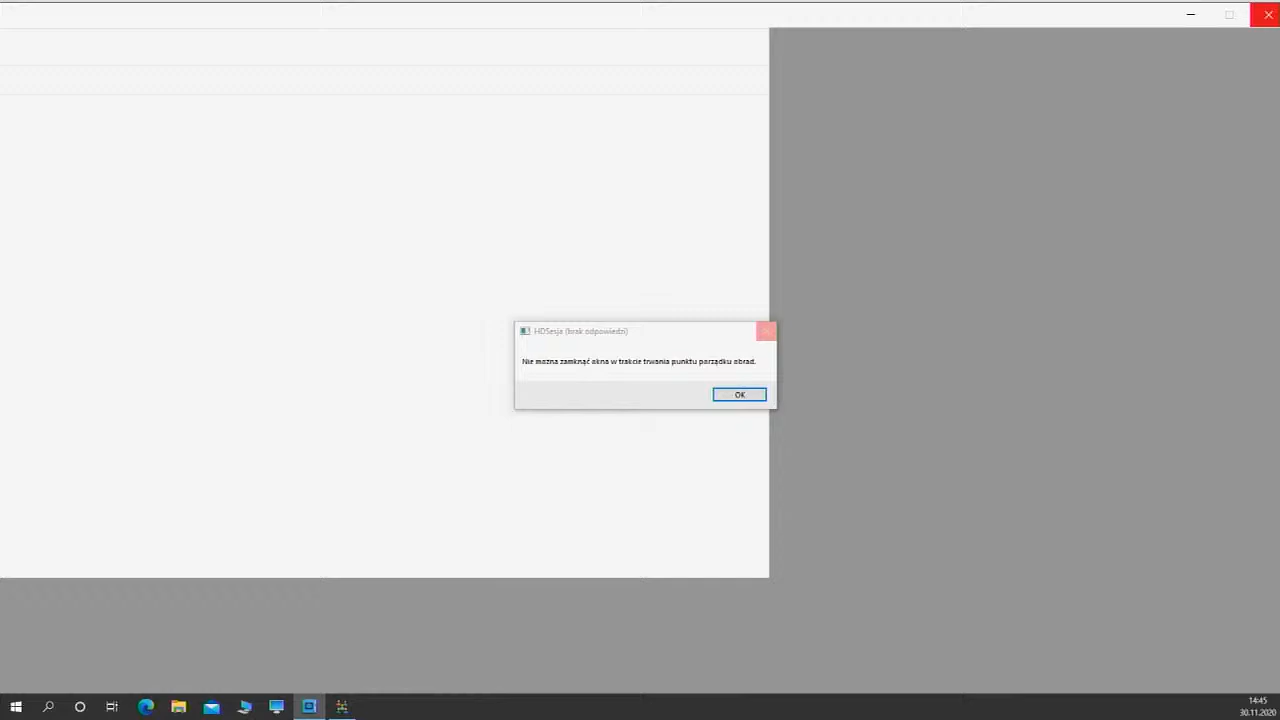 HDSesja (brak odpowiedzi)
Nie można zamknąć okna w trakcie trwania punktu porządku obrad.
OK
14:45
30.11.2020